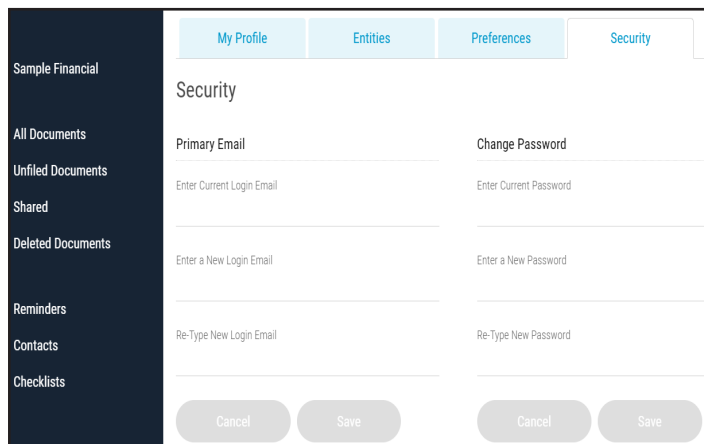 My Profile
Entities
Preferences
Security
Sample Financial
All Documents
Unfiled Documents
Shared
Deleted Documents
Reminders
Contacts
Checklists
Security
Primary Email
Enter Current Login Email
Enter a New Login Email
Re-Type New Login Email
Cancel
Save
Change Password
Enter Current Password
Enter a New Password
Re-Type New Password
Cancel
Save